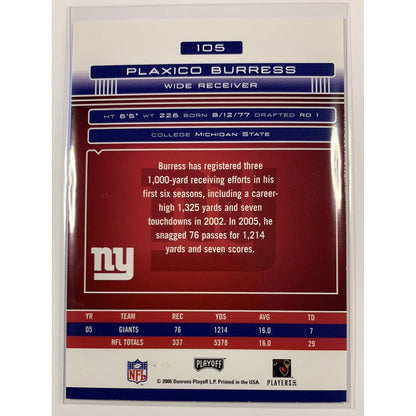 105
PLAXICO BURRESS
WIDE RECEIVER
HT 6'5" WT 226 BORN 8/12/77 DRAFTED RD 1
COLLEGE MICHIGAN STATE
Burress has registered three
1,000-yard receiving efforts in his
first six seasons, including a career-
high 1,325 yards and seven
touchdowns in 2002. In 2005, he
snagged 76 passes for 1,214
yards and seven scores.
ny
YR TEAM REC YDS AVG TD
05 GIANTS 76 1214 16.0 7
NFL TOTALS 337 5378 16.0 29
NFL
PLAYOFF
PLAYERS
© 2006 Donruss Playoff L.P. Printed in the USA.